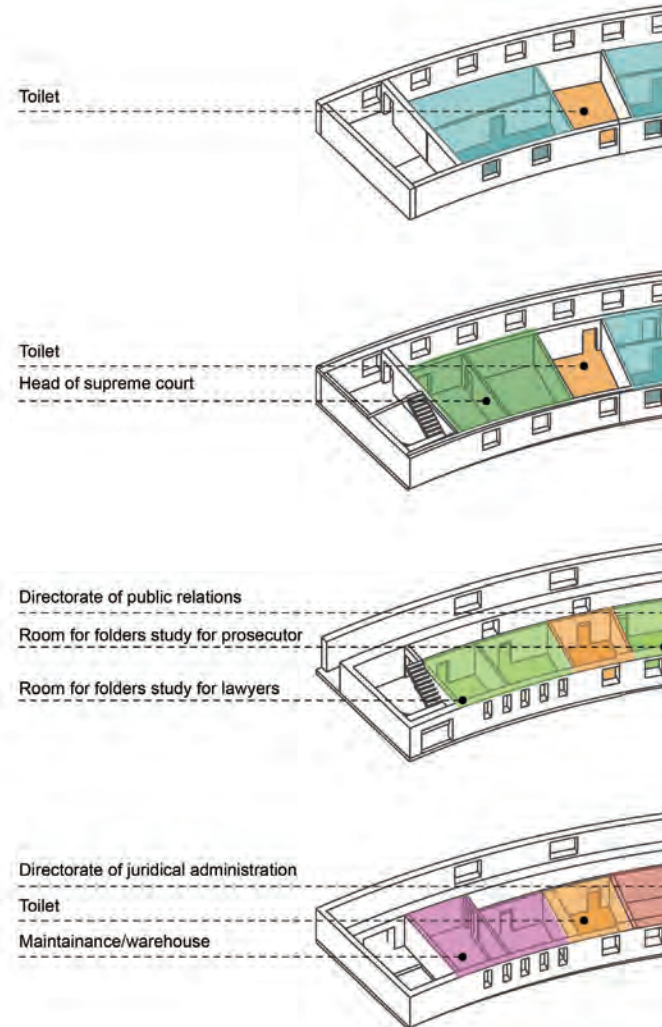 Toilet
Toilet
Head of supreme court
Directorate of public relations
Room for folders study for prosecutor
Room for folders study for lawyers
Directorate of juridical administration
Toilet
Maintainance/warehouse